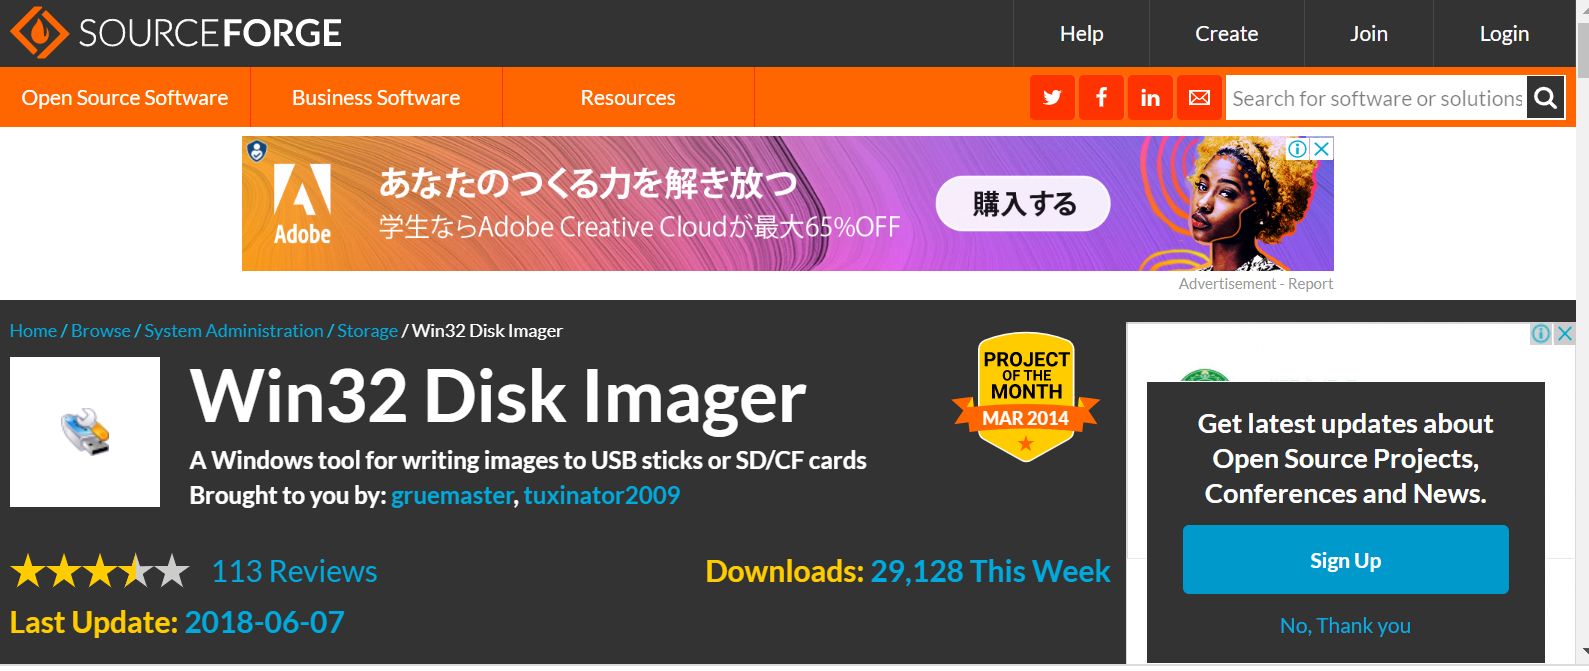 SOURCEFORGE
Help
Create
Join
Login
Open Source Software
Business Software
Resources
Search for software or solutions
Adobe
あなたのつくる力を解き放つ
学生ならAdobe Creative Cloudが最大65%OFF
購入する
Advertisement - Report
Home / Browse / System Administration / Storage / Win32 Disk Imager
Win32 Disk Imager
A Windows tool for writing images to USB sticks or SD/CF cards
Brought to you by: gruemaster, tuxinator2009
PROJECT
OF THE
MONTH
MAR 2014
113 Reviews
Downloads: 29,128 This Week
Last Update: 2018-06-07
Get latest updates about
Open Source Projects,
Conferences and News.
Sign Up
No, Thank you